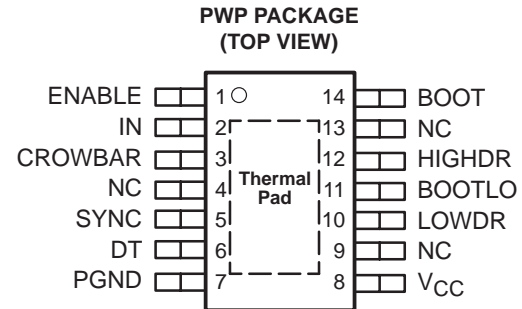 PWP PACKAGE
(TOP VIEW)
ENABLE 1 14 BOOT
IN 2 13 NC
CROWBAR 3 12 HIGHDR
NC 4 Thermal Pad 11 BOOTLO
SYNC 5 10 LOWDR
DT 6 9 NC
PGND 7 8 VCC